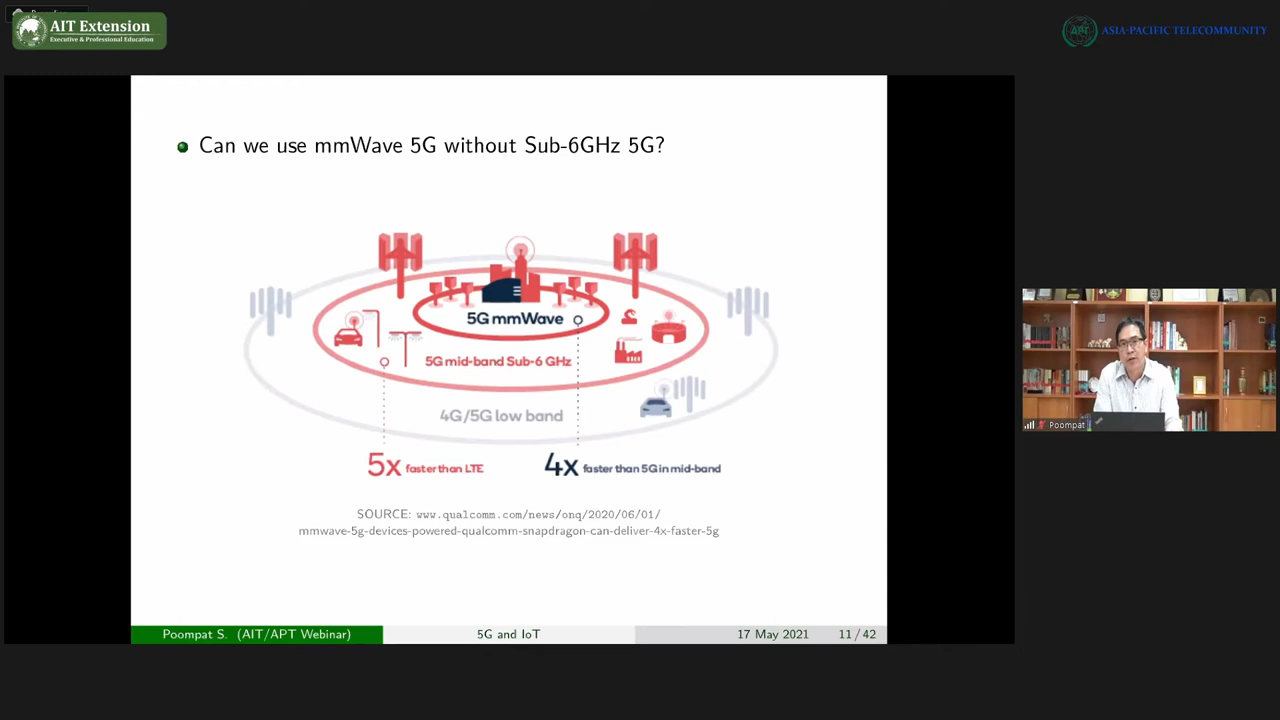 AIT Extension
Executive & Professional Education
APT
ASIA-PACIFIC TELECOMMUNITY
Can we use mmWave 5G without Sub-6GHz 5G?
5G mmWave
5G mid-band Sub-6 GHz
4G/5G low band
5x faster than LTE
4x faster than 5G in mid-band
SOURCE: www.qualcomm.com/news/onq/2020/06/01/
mmwave-5g-devices-powered-qualcomm-snapdragon-can-deliver-4x-faster-5g
Poompat
Poompat S. (AIT/APT Webinar)
5G and IoT
17 May 2021
11 / 42